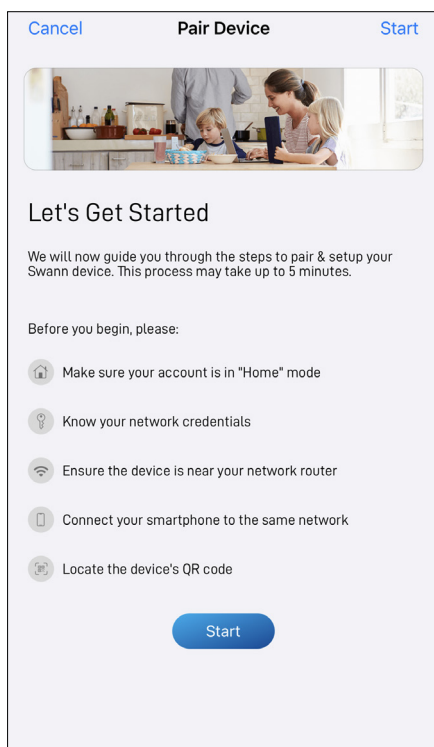 Cancel Pair Device Start
Let's Get Started
We will now guide you through the steps to pair & setup your
Swann device. This process may take up to 5 minutes.
Before you begin, please:
Make sure your account is in "Home" mode
Know your network credentials
Ensure the device is near your network router
Connect your smartphone to the same network
Locate the device's QR code
Start